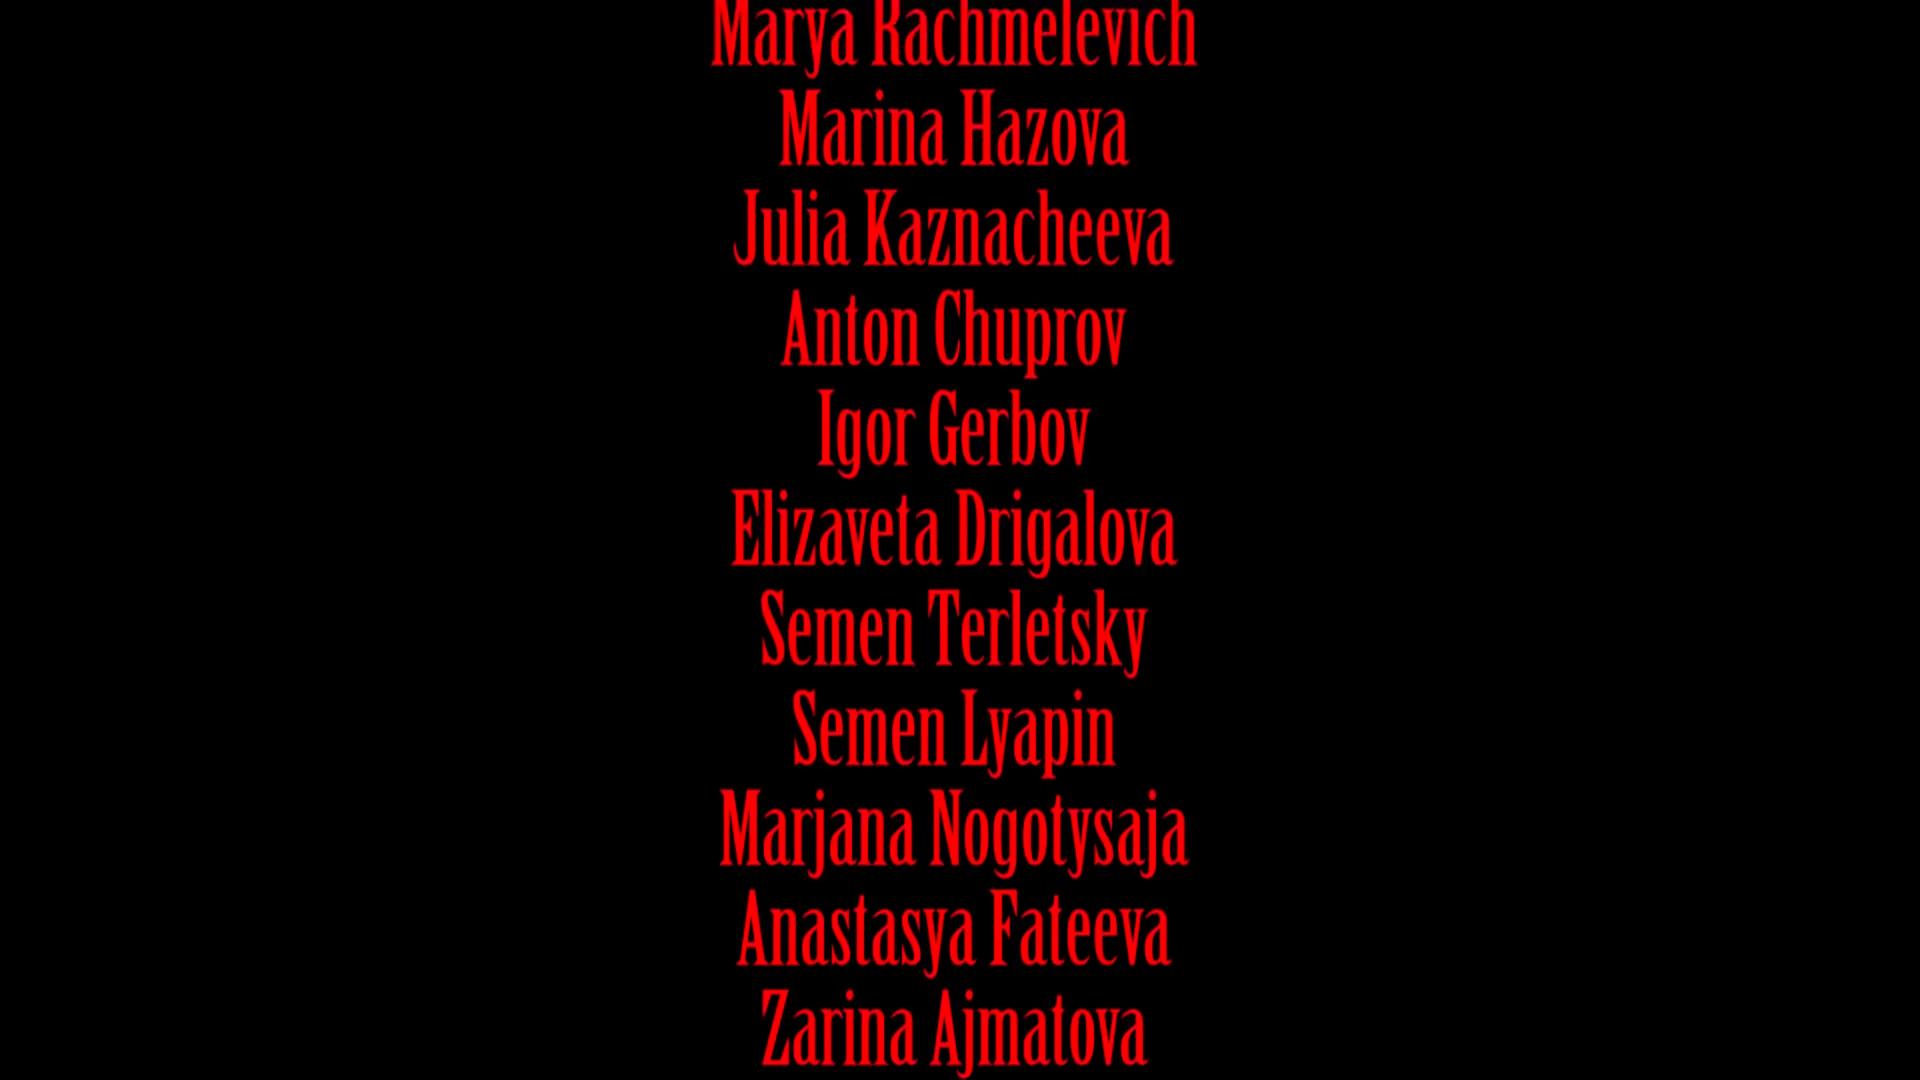 Marya Rachmelevich
Marina Hazova
Julia Kaznacheeva
Anton Chuprov
Igor Gerbov
Elizaveta Drigalova
Semen Terletsky
Semen Lyapin
Marjana Nogotysaja
Anastasya Fateeva
Zarina Ajmatova